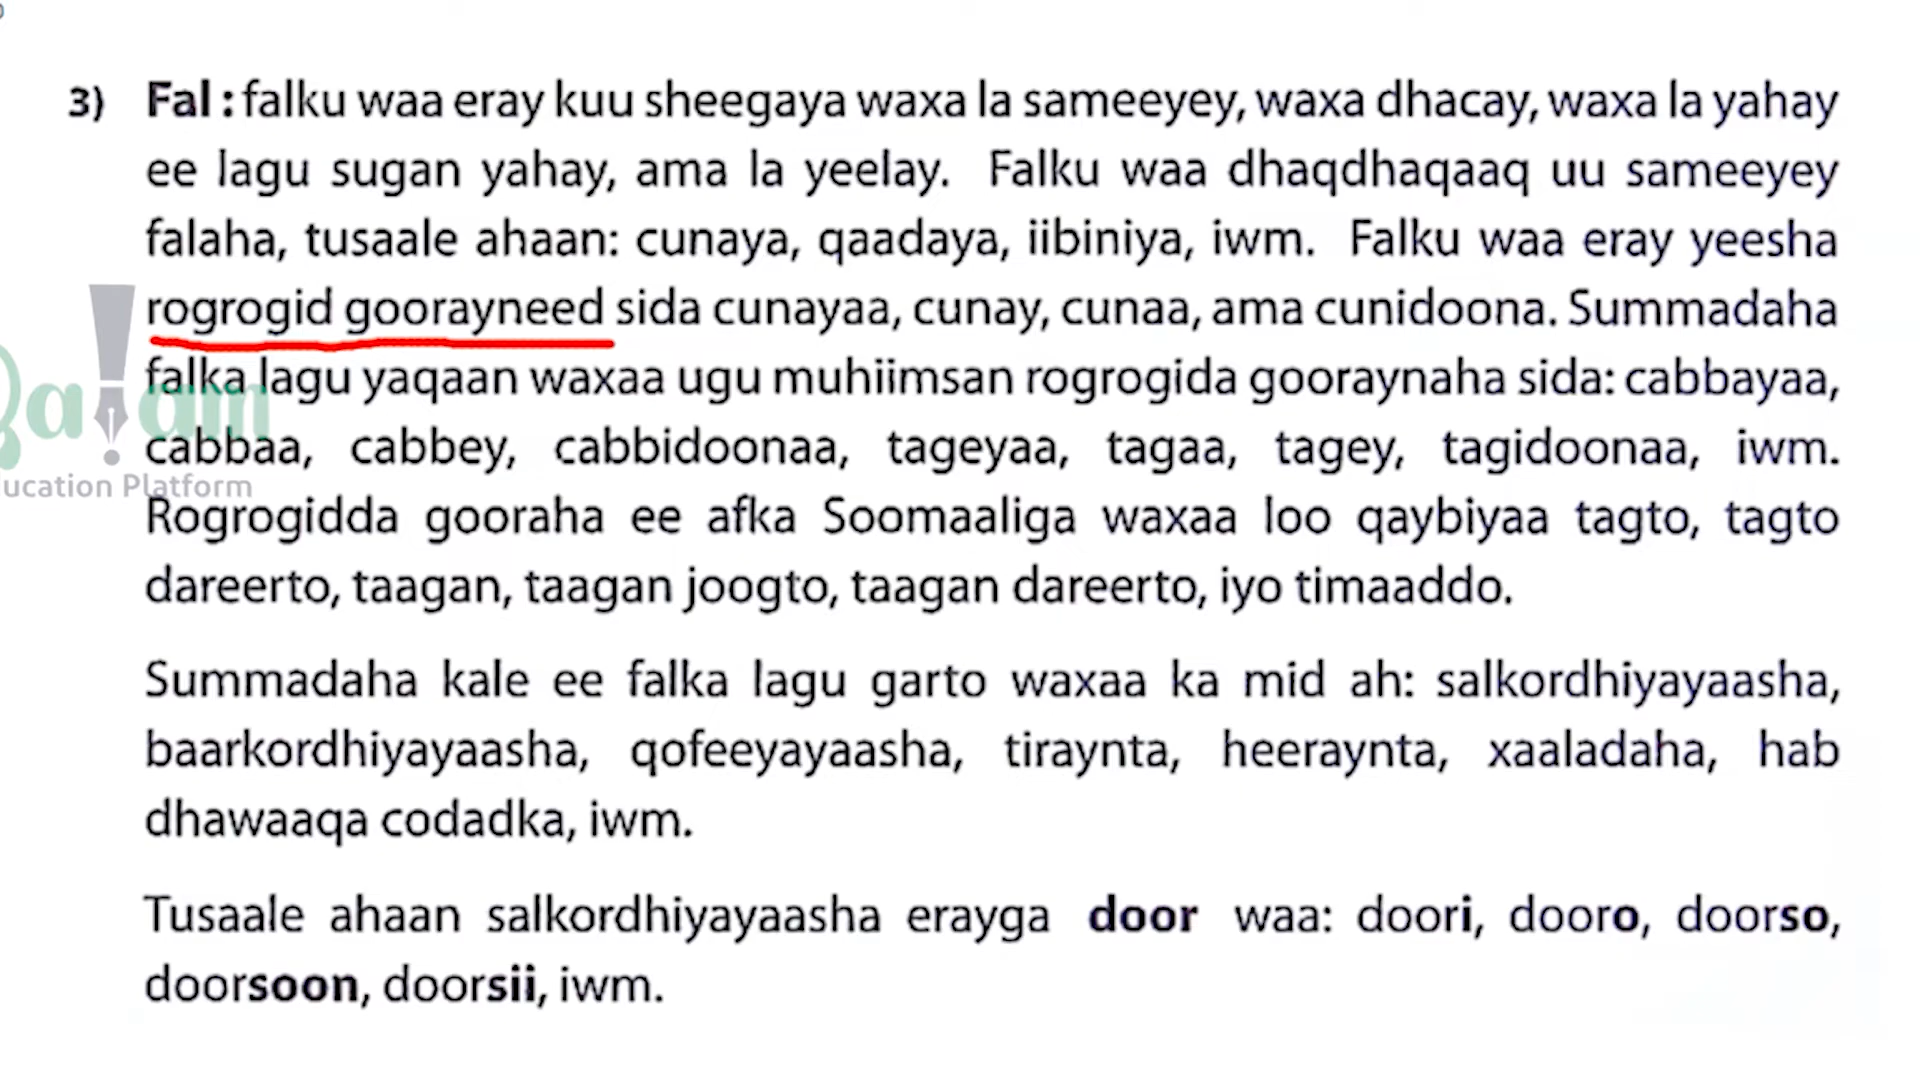 3) Fal : falku waa eray kuu sheegaya waxa la sameeyey, waxa dhacay, waxa la yahay
ee lagu sugan yahay, ama la yeelay. Falku waa dhaqdhaqaaq uu sameeyey
falaha, tusaale ahaan: cunaya, qaadaya, iibiniya, iwm. Falku waa eray yeesha
rogrogid goorayneed sida cunayaa, cunay, cunaa, ama cunidoona. Summadaha
falka lagu yaqaan waxaa ugu muhiimsan rogrogida gooraynaha sida: cabbayaa,
cabbaa, cabbey, cabbidoonaa, tageyaa, tagaa, tagey, tagidoonaa, iwm.
Rogrogidda gooraha ee afka Soomaaliga waxaa loo qaybiyaa tagto, tagto
dareerto, taagan, taagan joogto, taagan dareerto, iyo timaaddo.
Summadaha kale ee falka lagu garto waxaa ka mid ah: salkordhiyayaasha,
baarkordhiyayaasha, qofeeyayaasha, tiraynta, heeraynta, xaaladaha, hab
dhawaaqa codadka, iwm.
Tusaale ahaan salkordhiyayaasha erayga door waa: doori, dooro, doorso,
doorsoon, doorsii, iwm.
Qalam
ucation Platform